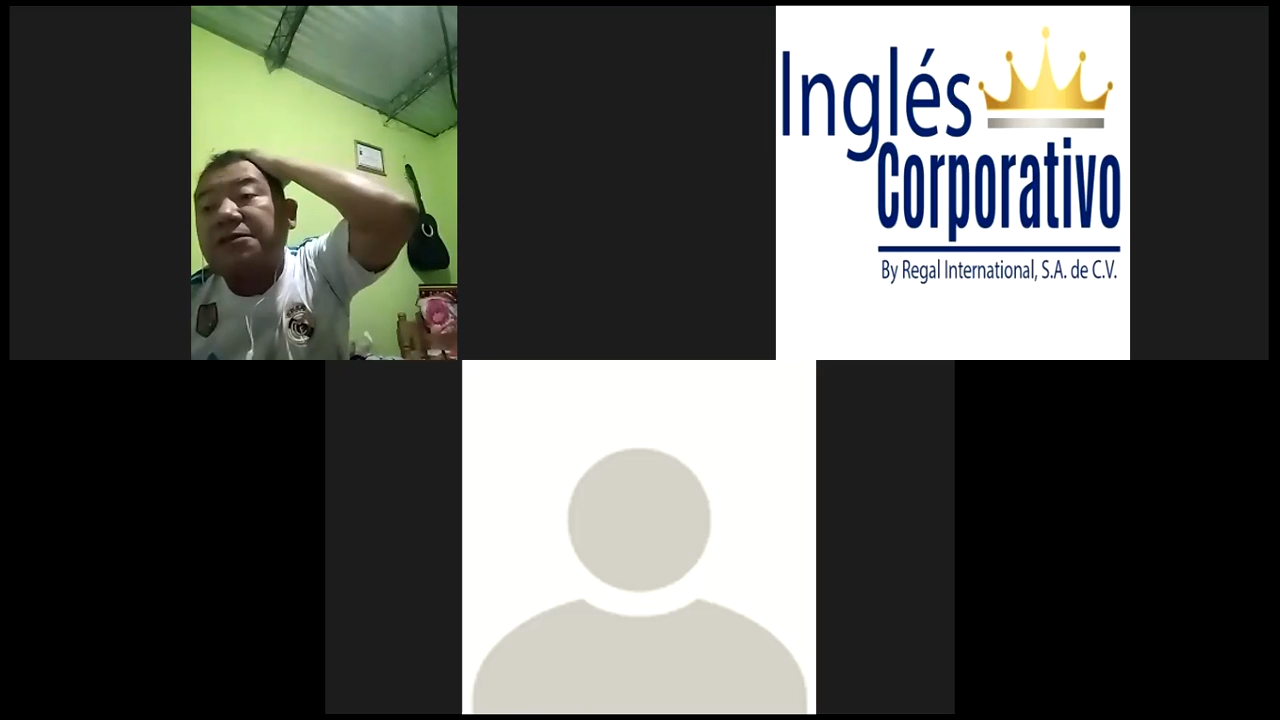 Inglés
Corporativo
By Regal International, S.A. de C.V.